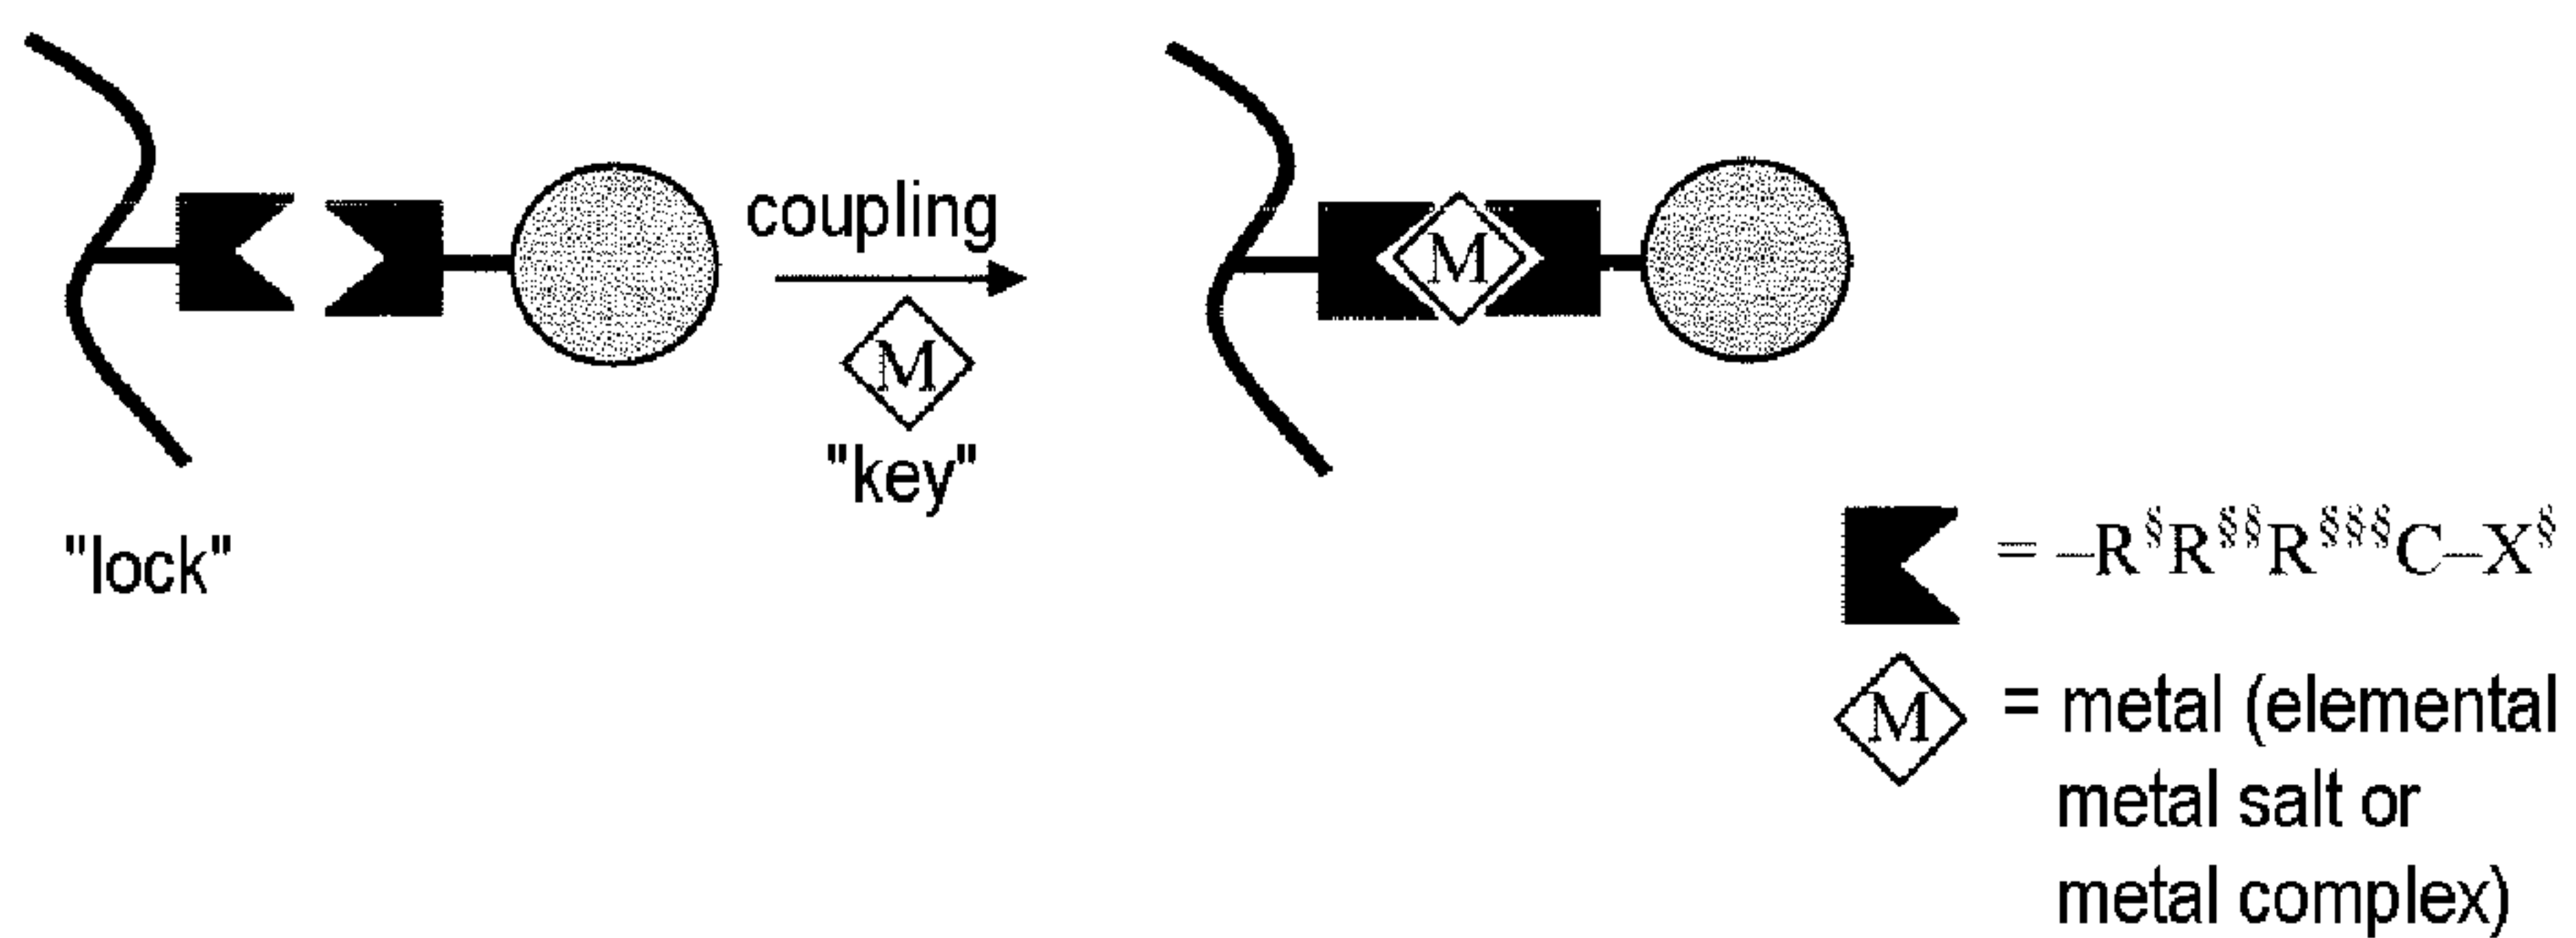 coupling
M
"key"
"lock"
M
= –R§R§§R§§§C–X§
M = metal (elemental
metal salt or
metal complex)